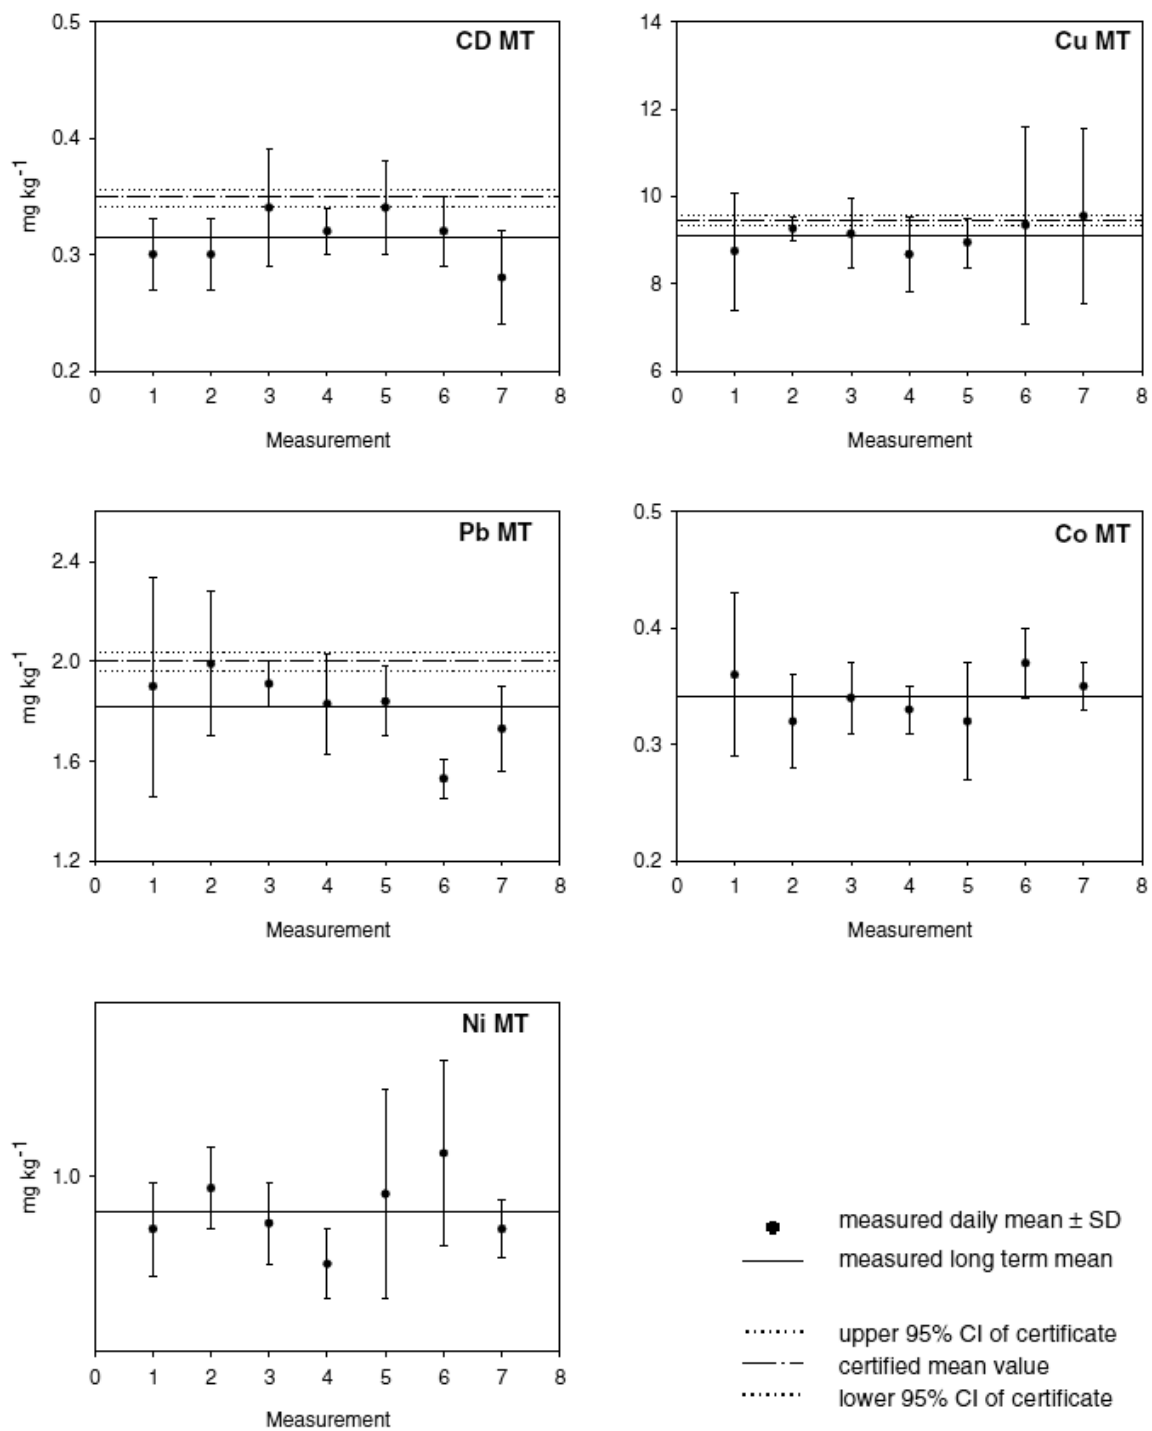 CD MT
0.5
0.4
0.3
0.2
mg kg-1
0 1 2 3 4 5 6 7 8
Measurement
Cu MT
14
12
10
8
6
0 1 2 3 4 5 6 7 8
Measurement
Pb MT
2.4
2.0
1.6
1.2
mg kg-1
0 1 2 3 4 5 6 7 8
Measurement
Co MT
0.5
0.4
0.3
0.2
0 1 2 3 4 5 6 7 8
Measurement
Ni MT
1.0
mg kg-1
0 1 2 3 4 5 6 7 8
Measurement
measured daily mean ± SD
measured long term mean
upper 95% CI of certificate
certified mean value
lower 95% CI of certificate